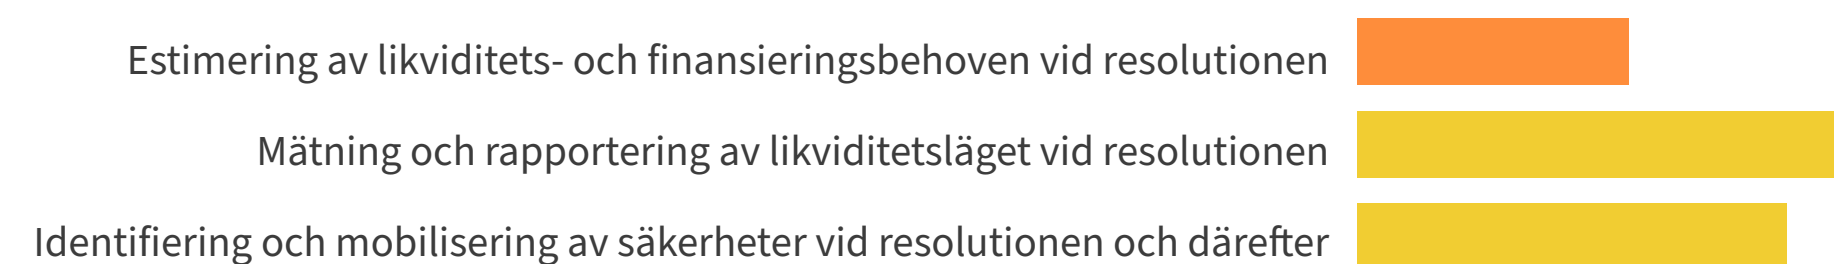 Estimering av likviditets- och finansieringsbehoven vid resolutionen
Mätning och rapportering av likviditetsläget vid resolutionen
Identifiering och mobilisering av säkerheter vid resolutionen och därefter